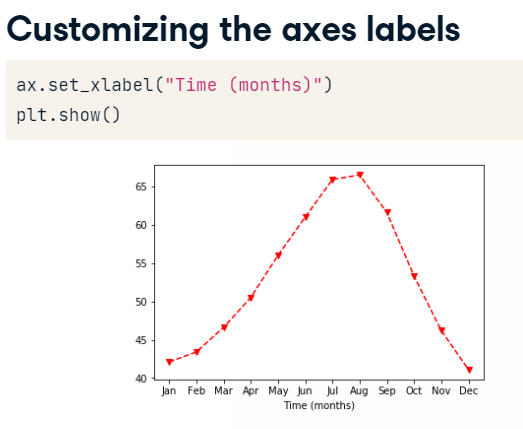 Customizing the axes labels
ax.set_xlabel("Time (months)")
plt.show()
65
60
55
50
45
40
Jan Feb Mar Apr May Jun Jul Aug Sep Oct Nov Dec
Time (months)